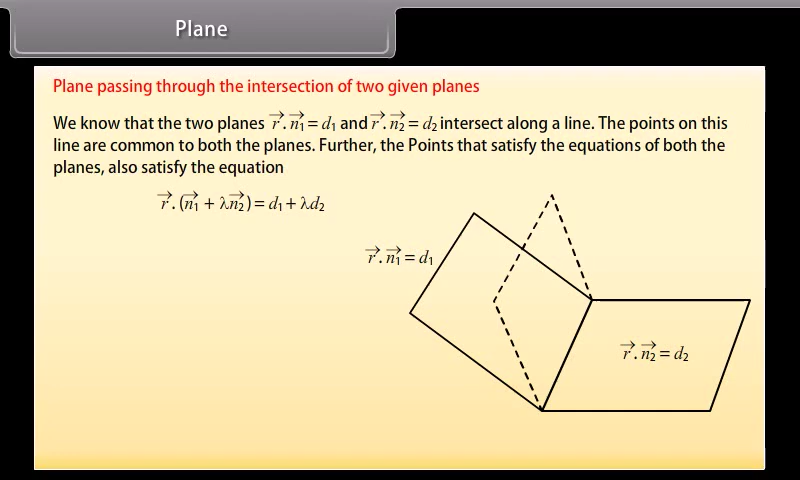 Plane
Plane passing through the intersection of two given planes
We know that the two planes r⃗ . n⃗₁ = d₁ and r⃗ . n⃗₂ = d₂ intersect along a line. The points on this
line are common to both the planes. Further, the Points that satisfy the equations of both the
planes, also satisfy the equation
r⃗ . (n⃗₁ + λn⃗₂) = d₁ + λd₂
r⃗ . n⃗₁ = d₁
r⃗ . n⃗₂ = d₂